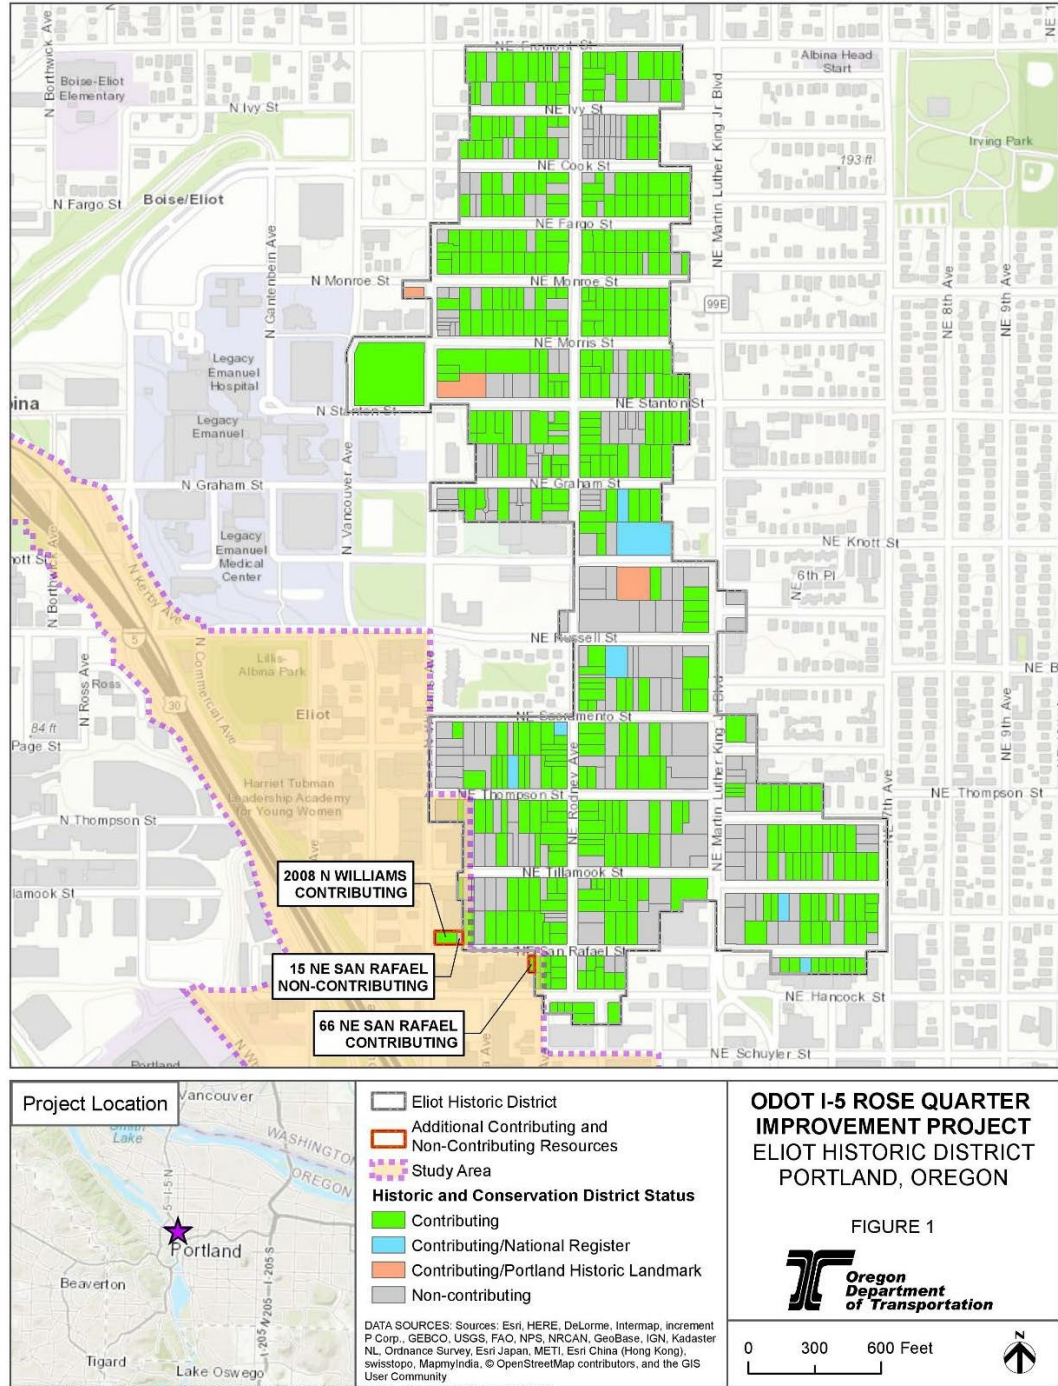 N Borthwick Ave
Boise-Eliot
Elementary
N Ivy St
N Fargo St
Boise/Eliot
N Gantenbein Ave
N Monroe St
Legacy
Emanuel
Hospital
N Stanton St
Legacy
Emanuel
N Graham St
N Vancouver Ave
Legacy
Emanuel
Medical
Center
NE Fremont St
NE Ivy St
NE Cook St
NE Fargo St
NE Monroe St
NE Morris St
NE Stanton St
NE Graham St
NE Knott St
NE Russell St
NE Sacramento St
NE Thompson St
NE Thompson St
NE Tillamook St
NE San Rafael St
NE Hancock St
NE Schuyler St
NE Rodney Ave
NE Martin Luther King Jr Blvd
99E
Albina Head
Start
Irving Park
193 ft
NE 8th Ave
NE 9th Ave
NE 6th Pl
NE 7th Ave
NE 9th Ave
N Borthwick Ave
N Kerby Ave
5
30
N Commercial Ave
N Ross Ave
Ross
84 ft
Page St
Lillis-
Albina Park
Eliot
Harriet Tubman
Leadership Academy
for Young Women
N Thompson St
2008 N WILLIAMS
CONTRIBUTING
15 NE SAN RAFAEL
NON-CONTRIBUTING
66 NE SAN RAFAEL
CONTRIBUTING
Portland
Project Location
Vancouver
Smith
Lake
WASHINGTON
OREGON
I-5 N
Portland
Beaverton
I-205 S
I-205 N
Tigard
Lake Oswego
Eliot Historic District
Additional Contributing and
Non-Contributing Resources
Study Area
Historic and Conservation District Status
Contributing
Contributing/National Register
Contributing/Portland Historic Landmark
Non-contributing
DATA SOURCES: Sources: Esri, HERE, DeLorme, Intermap, increment
P Corp., GEBCO, USGS, FAO, NPS, NRCAN, GeoBase, IGN, Kadaster
NL, Ordnance Survey, Esri Japan, METI, Esri China (Hong Kong),
swisstopo, MapmyIndia, © OpenStreetMap contributors, and the GIS
User Community
ODOT I-5 ROSE QUARTER
IMPROVEMENT PROJECT
ELIOT HISTORIC DISTRICT
PORTLAND, OREGON
FIGURE 1
Oregon
Department
of Transportation
0 300 600 Feet
N